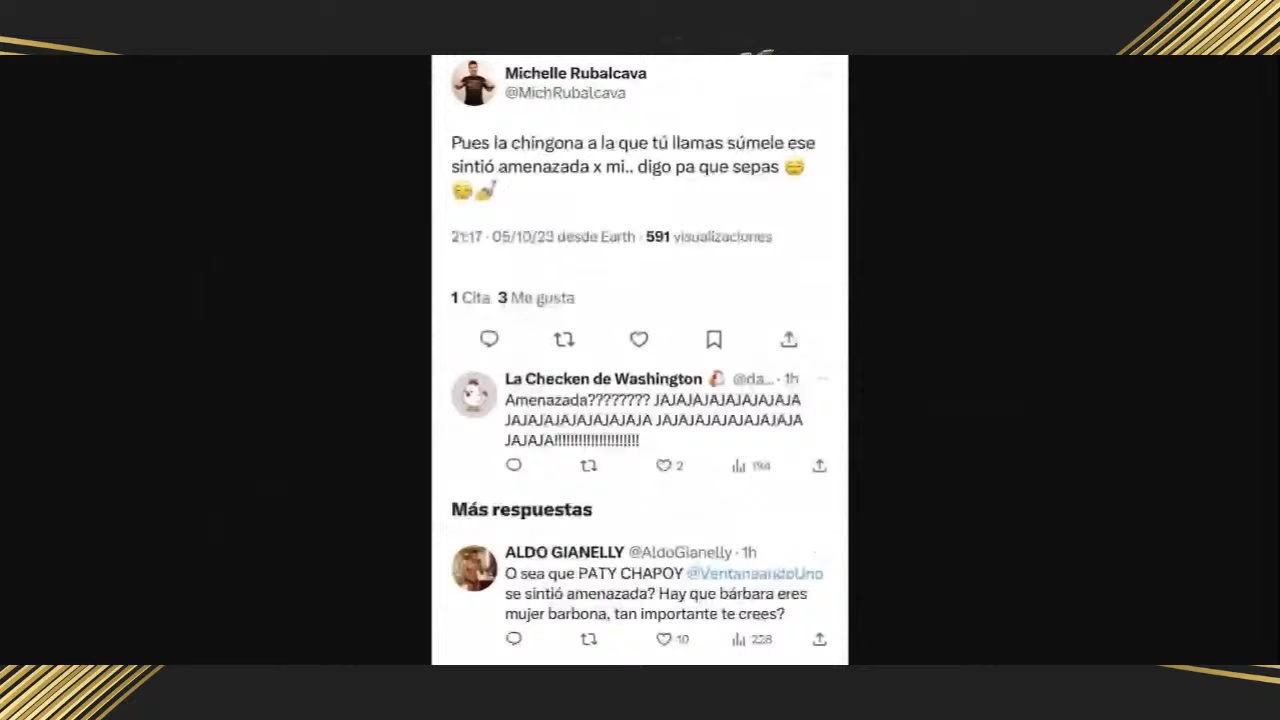 Michelle Rubalcava
@MichRubalcava
Pues la chingona a la que tú llamas súmele ese
sintió amenazada x mi.. digo pa que sepas 😑
😑💅
21:17 · 05/10/23 desde Earth · 591 visualizaciones
1 Cita 3 Me gusta
La Checken de Washington 🐔 @da... · 1h
Amenazada???????? JAJAJAJAJAJAJAJA
JAJAJAJAJAJAJAJAJA JAJAJAJAJAJAJAJAJA
JAJAJA!!!!!!!!!!!!!!!!!!!!!
2 194
Más respuestas
ALDO GIANELLY @AldoGianelly · 1h
O sea que PATY CHAPOY @VentaneandoUno
se sintió amenazada? Hay que bárbara eres
mujer barbona, tan importante te crees?
10 228